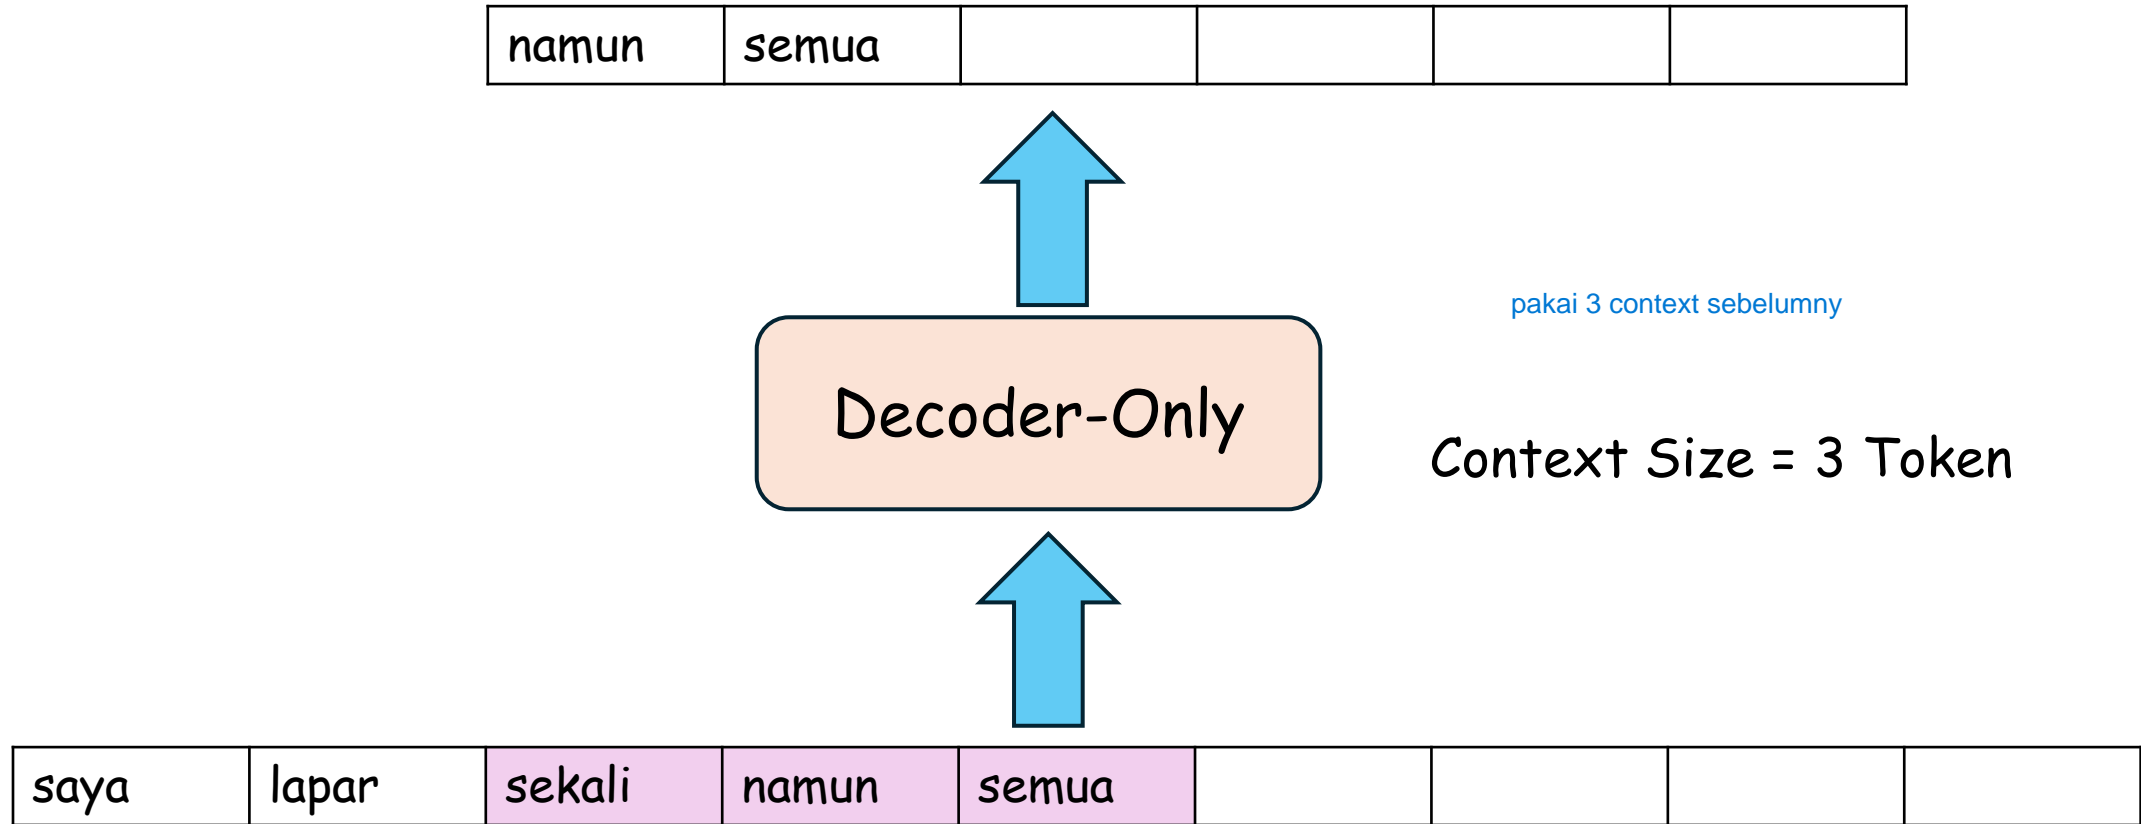 namun semua
pakai 3 context sebelumny
Decoder-Only
Context Size = 3 Token
saya lapar sekali namun semua